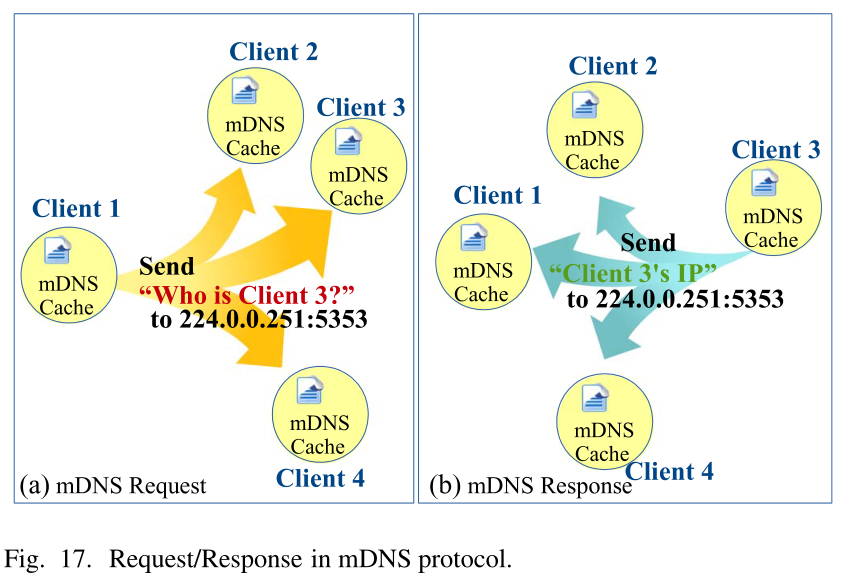 Client 2
mDNS
Cache
Client 3
mDNS
Cache
Client 1
mDNS
Cache
Send
“Who is Client 3?”
to 224.0.0.251:5353
mDNS
Cache
Client 4
(a) mDNS Request
Client 2
mDNS
Cache
Client 3
mDNS
Cache
Client 1
mDNS
Cache
Send
“Client 3's IP”
to 224.0.0.251:5353
mDNS
Cache
Client 4
(b) mDNS Response
Fig. 17. Request/Response in mDNS protocol.